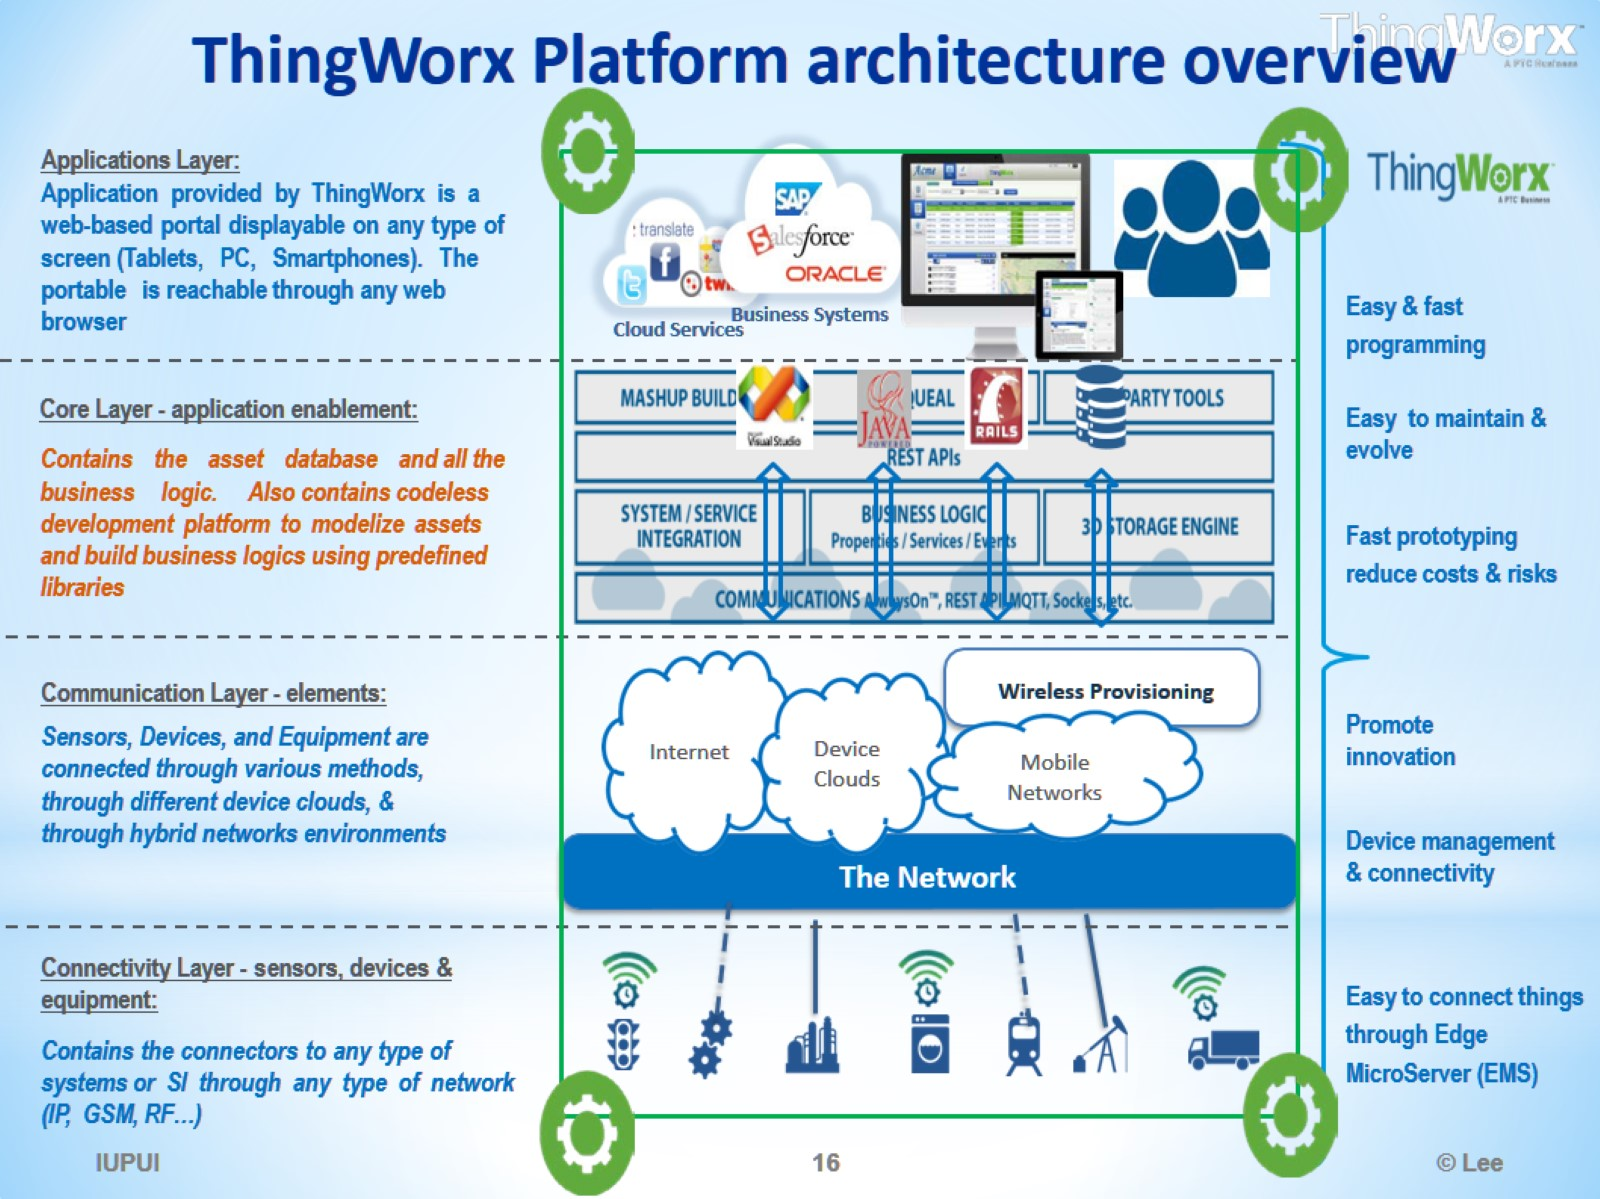 ThingWorx Platform architecture overview
ThingWorx
A PTC Business
Applications Layer:
Application provided by ThingWorx is a
web-based portal displayable on any type of
screen (Tablets, PC, Smartphones). The
portable is reachable through any web
browser
Core Layer - application enablement:
Contains the asset database and all the
business logic. Also contains codeless
development platform to modelize assets
and build business logics using predefined
libraries
Communication Layer - elements:
Sensors, Devices, and Equipment are
connected through various methods,
through different device clouds, &
through hybrid networks environments
Connectivity Layer - sensors, devices &
equipment:
Contains the connectors to any type of
systems or SI through any type of network
(IP, GSM, RF...)
translate
SAP
Salesforce
ORACLE
Cloud Services
Business Systems
Acme
ThingWorx
MASHUP BUILD
Visual Studio
JAVA
POWERED
QUEAL
RAILS
PARTY TOOLS
REST APIs
SYSTEM / SERVICE
INTEGRATION
BUSINESS LOGIC
Properties / Services / Events
3D STORAGE ENGINE
COMMUNICATIONS AlwaysOn™, REST API, MQTT, Sockets, etc.
Internet
Device
Clouds
Wireless Provisioning
Mobile
Networks
The Network
ThingWorx
A PTC Business
Easy & fast
programming
Easy to maintain &
evolve
Fast prototyping
reduce costs & risks
Promote
innovation
Device management
& connectivity
Easy to connect things
through Edge
MicroServer (EMS)
IUPUI
16
© Lee